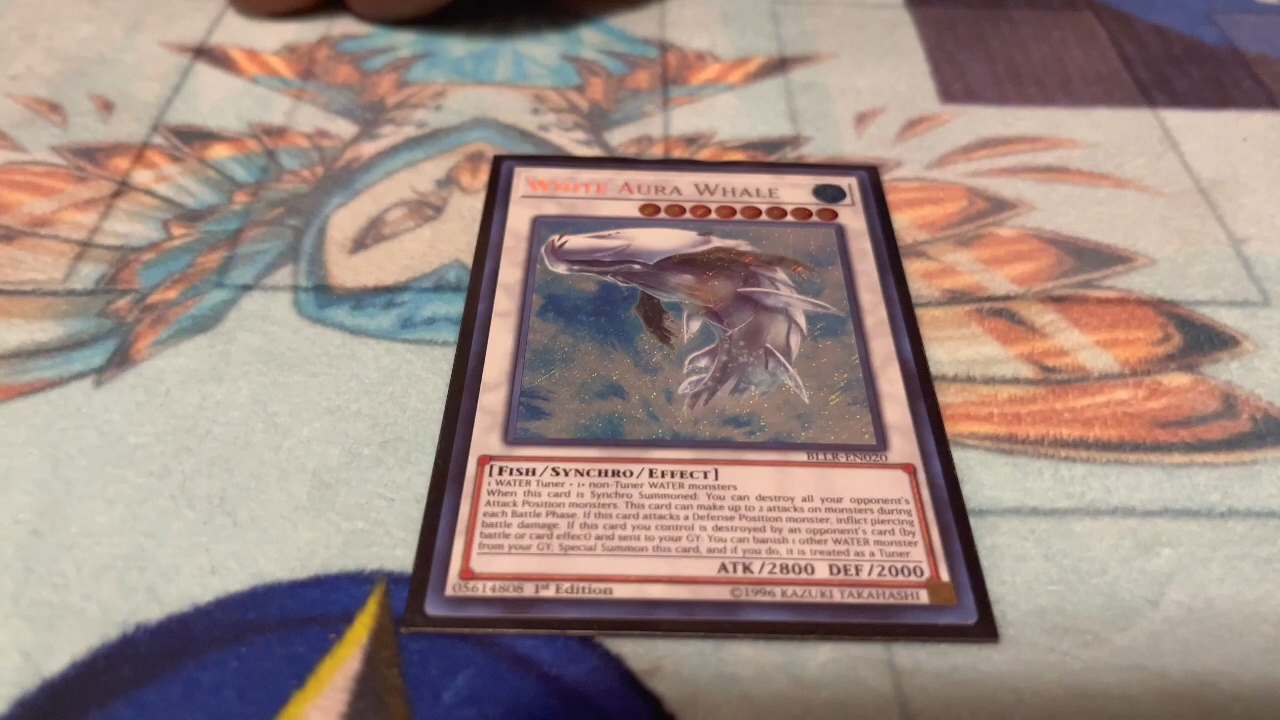 WHITE AURA WHALE
BLLR-EN020
[FISH/SYNCHRO/EFFECT]
1 WATER Tuner + 1+ non-Tuner WATER monsters
When this card is Synchro Summoned: You can destroy all your opponent's
Attack Position monsters. This card can make up to 2 attacks on monsters during
each Battle Phase. If this card attacks a Defense Position monster, inflict piercing
battle damage. If this card you control is destroyed by an opponent's card (by
battle or card effect) and sent to your GY: You can banish 1 other WATER monster
from your GY; Special Summon this card, and if you do, it is treated as a Tuner.
ATK/2800 DEF/2000
05614808 1st Edition
©1996 KAZUKI TAKAHASHI